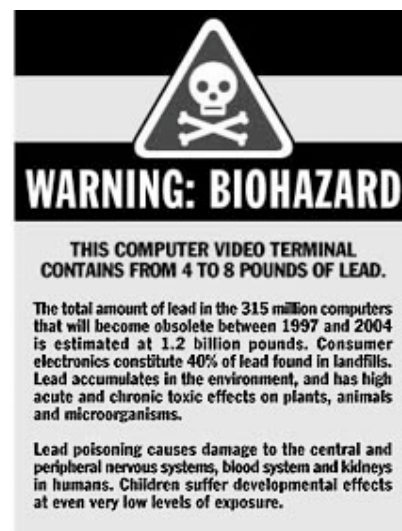 WARNING: BIOHAZARD
THIS COMPUTER VIDEO TERMINAL
CONTAINS FROM 4 TO 8 POUNDS OF LEAD.
The total amount of lead in the 315 million computers
that will become obsolete between 1997 and 2004
is estimated at 1.2 billion pounds. Consumer
electronics constitute 40% of lead found in landfills.
Lead accumulates in the environment, and has high
acute and chronic toxic effects on plants, animals
and microorganisms.
Lead poisoning causes damage to the central and
peripheral nervous systems, blood system and kidneys
in humans. Children suffer developmental effects
at even very low levels of exposure.